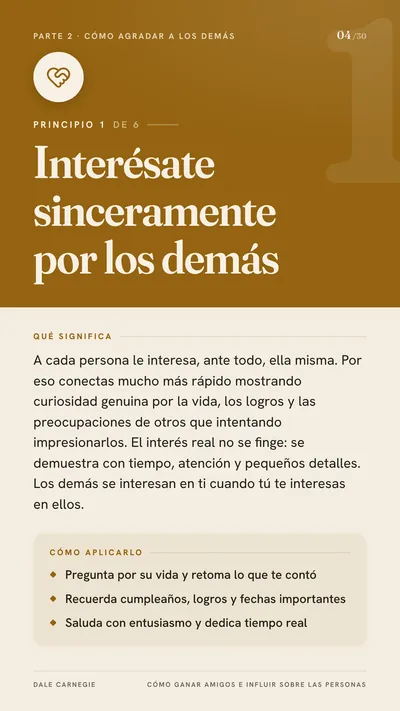 PARTE 2 · CÓMO AGRADAR A LOS DEMÁS
04/30
1
PRINCIPIO 1 DE 6
Interésate
sinceramente
por los demás
QUÉ SIGNIFICA
A cada persona le interesa, ante todo, ella misma. Por
eso conectas mucho más rápido mostrando
curiosidad genuina por la vida, los logros y las
preocupaciones de otros que intentando
impresionarlos. El interés real no se finge: se
demuestra con tiempo, atención y pequeños detalles.
Los demás se interesan en ti cuando tú te interesas
en ellos.
CÓMO APLICARLO
Pregunta por su vida y retoma lo que te contó
Recuerda cumpleaños, logros y fechas importantes
Saluda con entusiasmo y dedica tiempo real
DALE CARNEGIE
CÓMO GANAR AMIGOS E INFLUIR SOBRE LAS PERSONAS